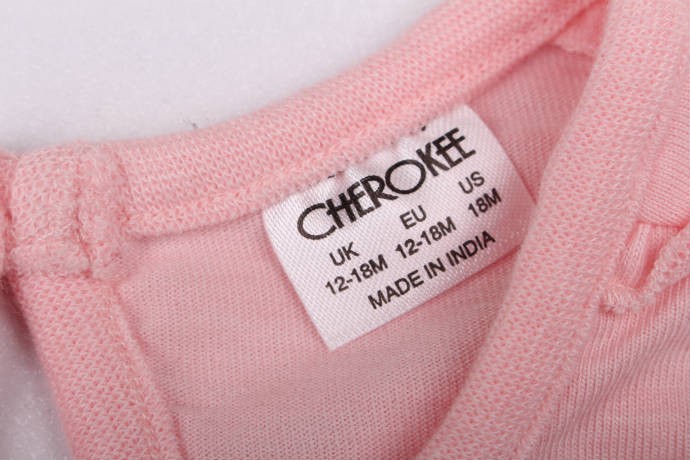 CHEROKEE
UK EU US
12-18M 12-18M 18M
MADE IN INDIA